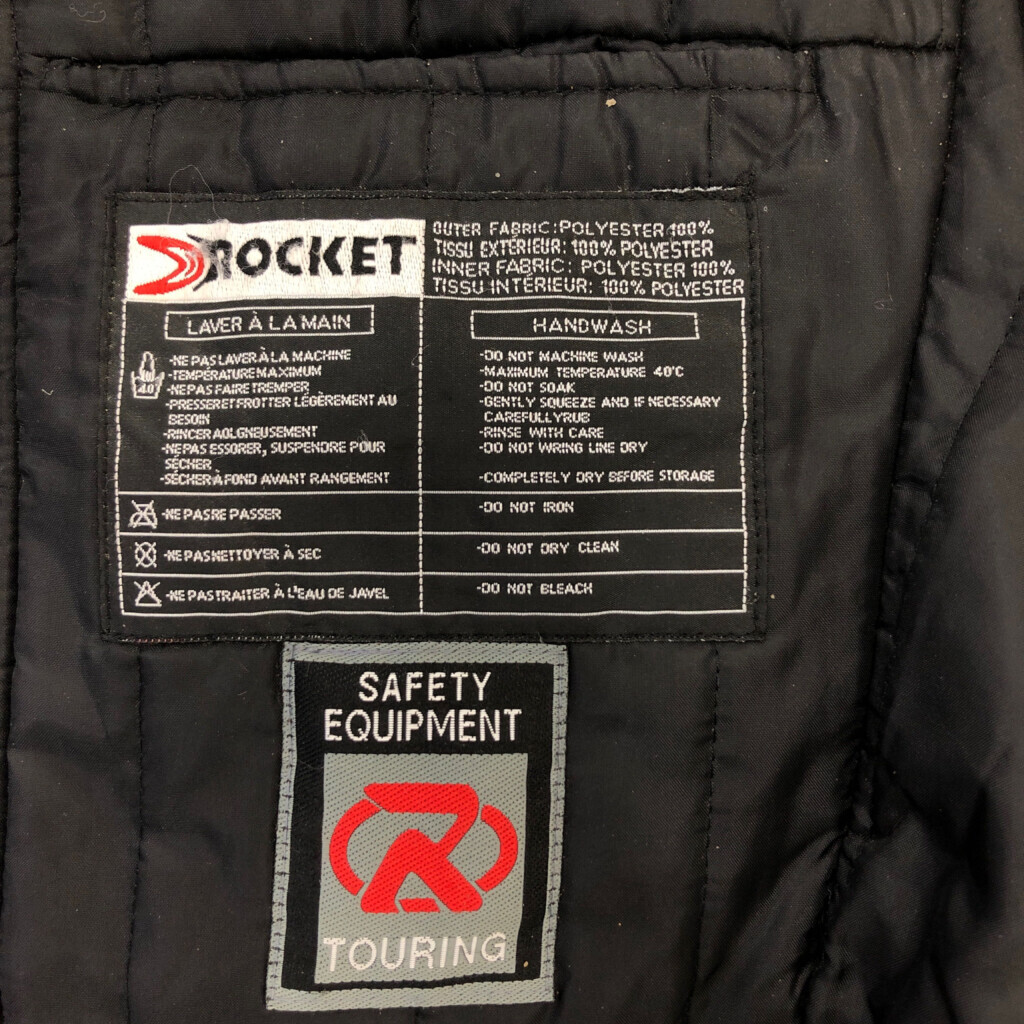 ROCKET
OUTER FABRIC: POLYESTER 100%
TISSU EXTÉRIEUR: 100% POLYESTER
INNER FABRIC: POLYESTER 100%
TISSU INTÉRIEUR: 100% POLYESTER
LAVER À LA MAIN
40
-NE PAS LAVER À LA MACHINE
-TEMPÉRATURE MAXIMUM
-NE PAS FAIRE TREMPER
-PRESSER ET FROTTER LÉGÈREMENT AU
BESOIN
-RINCER AOLGNEUSEMENT
-NE PAS ESSORER, SUSPENDRE POUR
SÉCHER
-SÉCHER À FOND AVANT RANGEMENT
HANDWASH
-DO NOT MACHINE WASH
-MAXIMUM TEMPERATURE 40°C
-DO NOT SOAK
-GENTLY SQUEEZE AND IF NECESSARY
CAREFULLYRUB
-RINSE WITH CARE
-DO NOT WRING LINE DRY
-COMPLETELY DRY BEFORE STORAGE
-NE PAS RE PASSER
-DO NOT IRON
-NE PAS NETTOYER À SEC
-DO NOT DRY CLEAN
-NE PAS TRAITER À L'EAU DE JAVEL
-DO NOT BLEACH
SAFETY
EQUIPMENT
TOURING